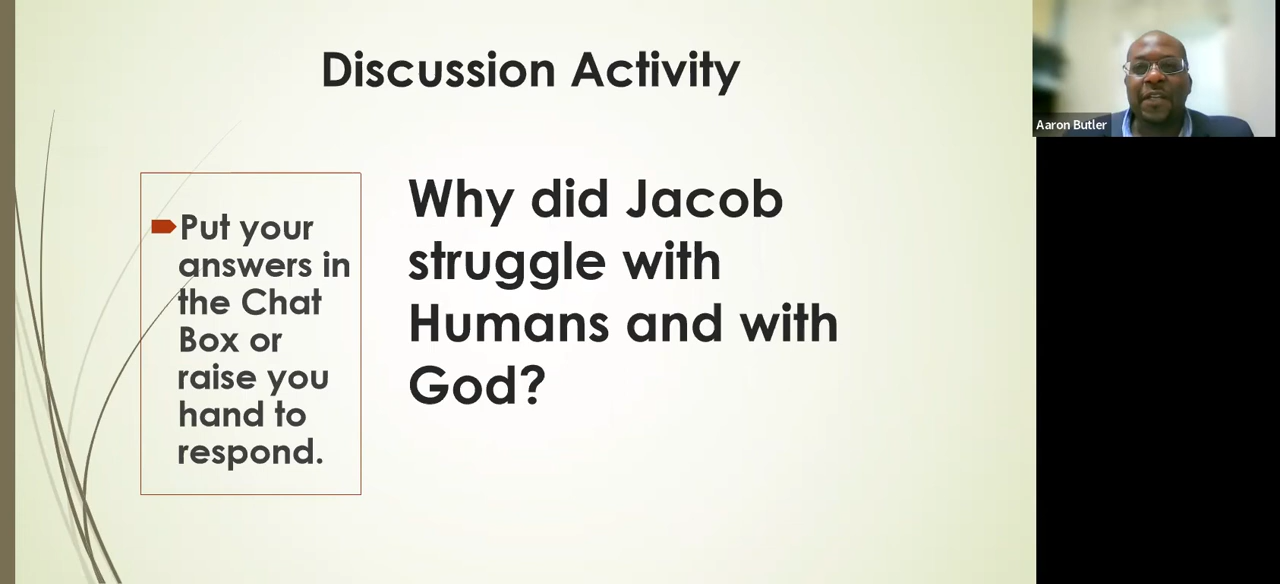 Discussion Activity
Aaron Butler
Put your
answers in
the Chat
Box or
raise you
hand to
respond.
Why did Jacob
struggle with
Humans and with
God?